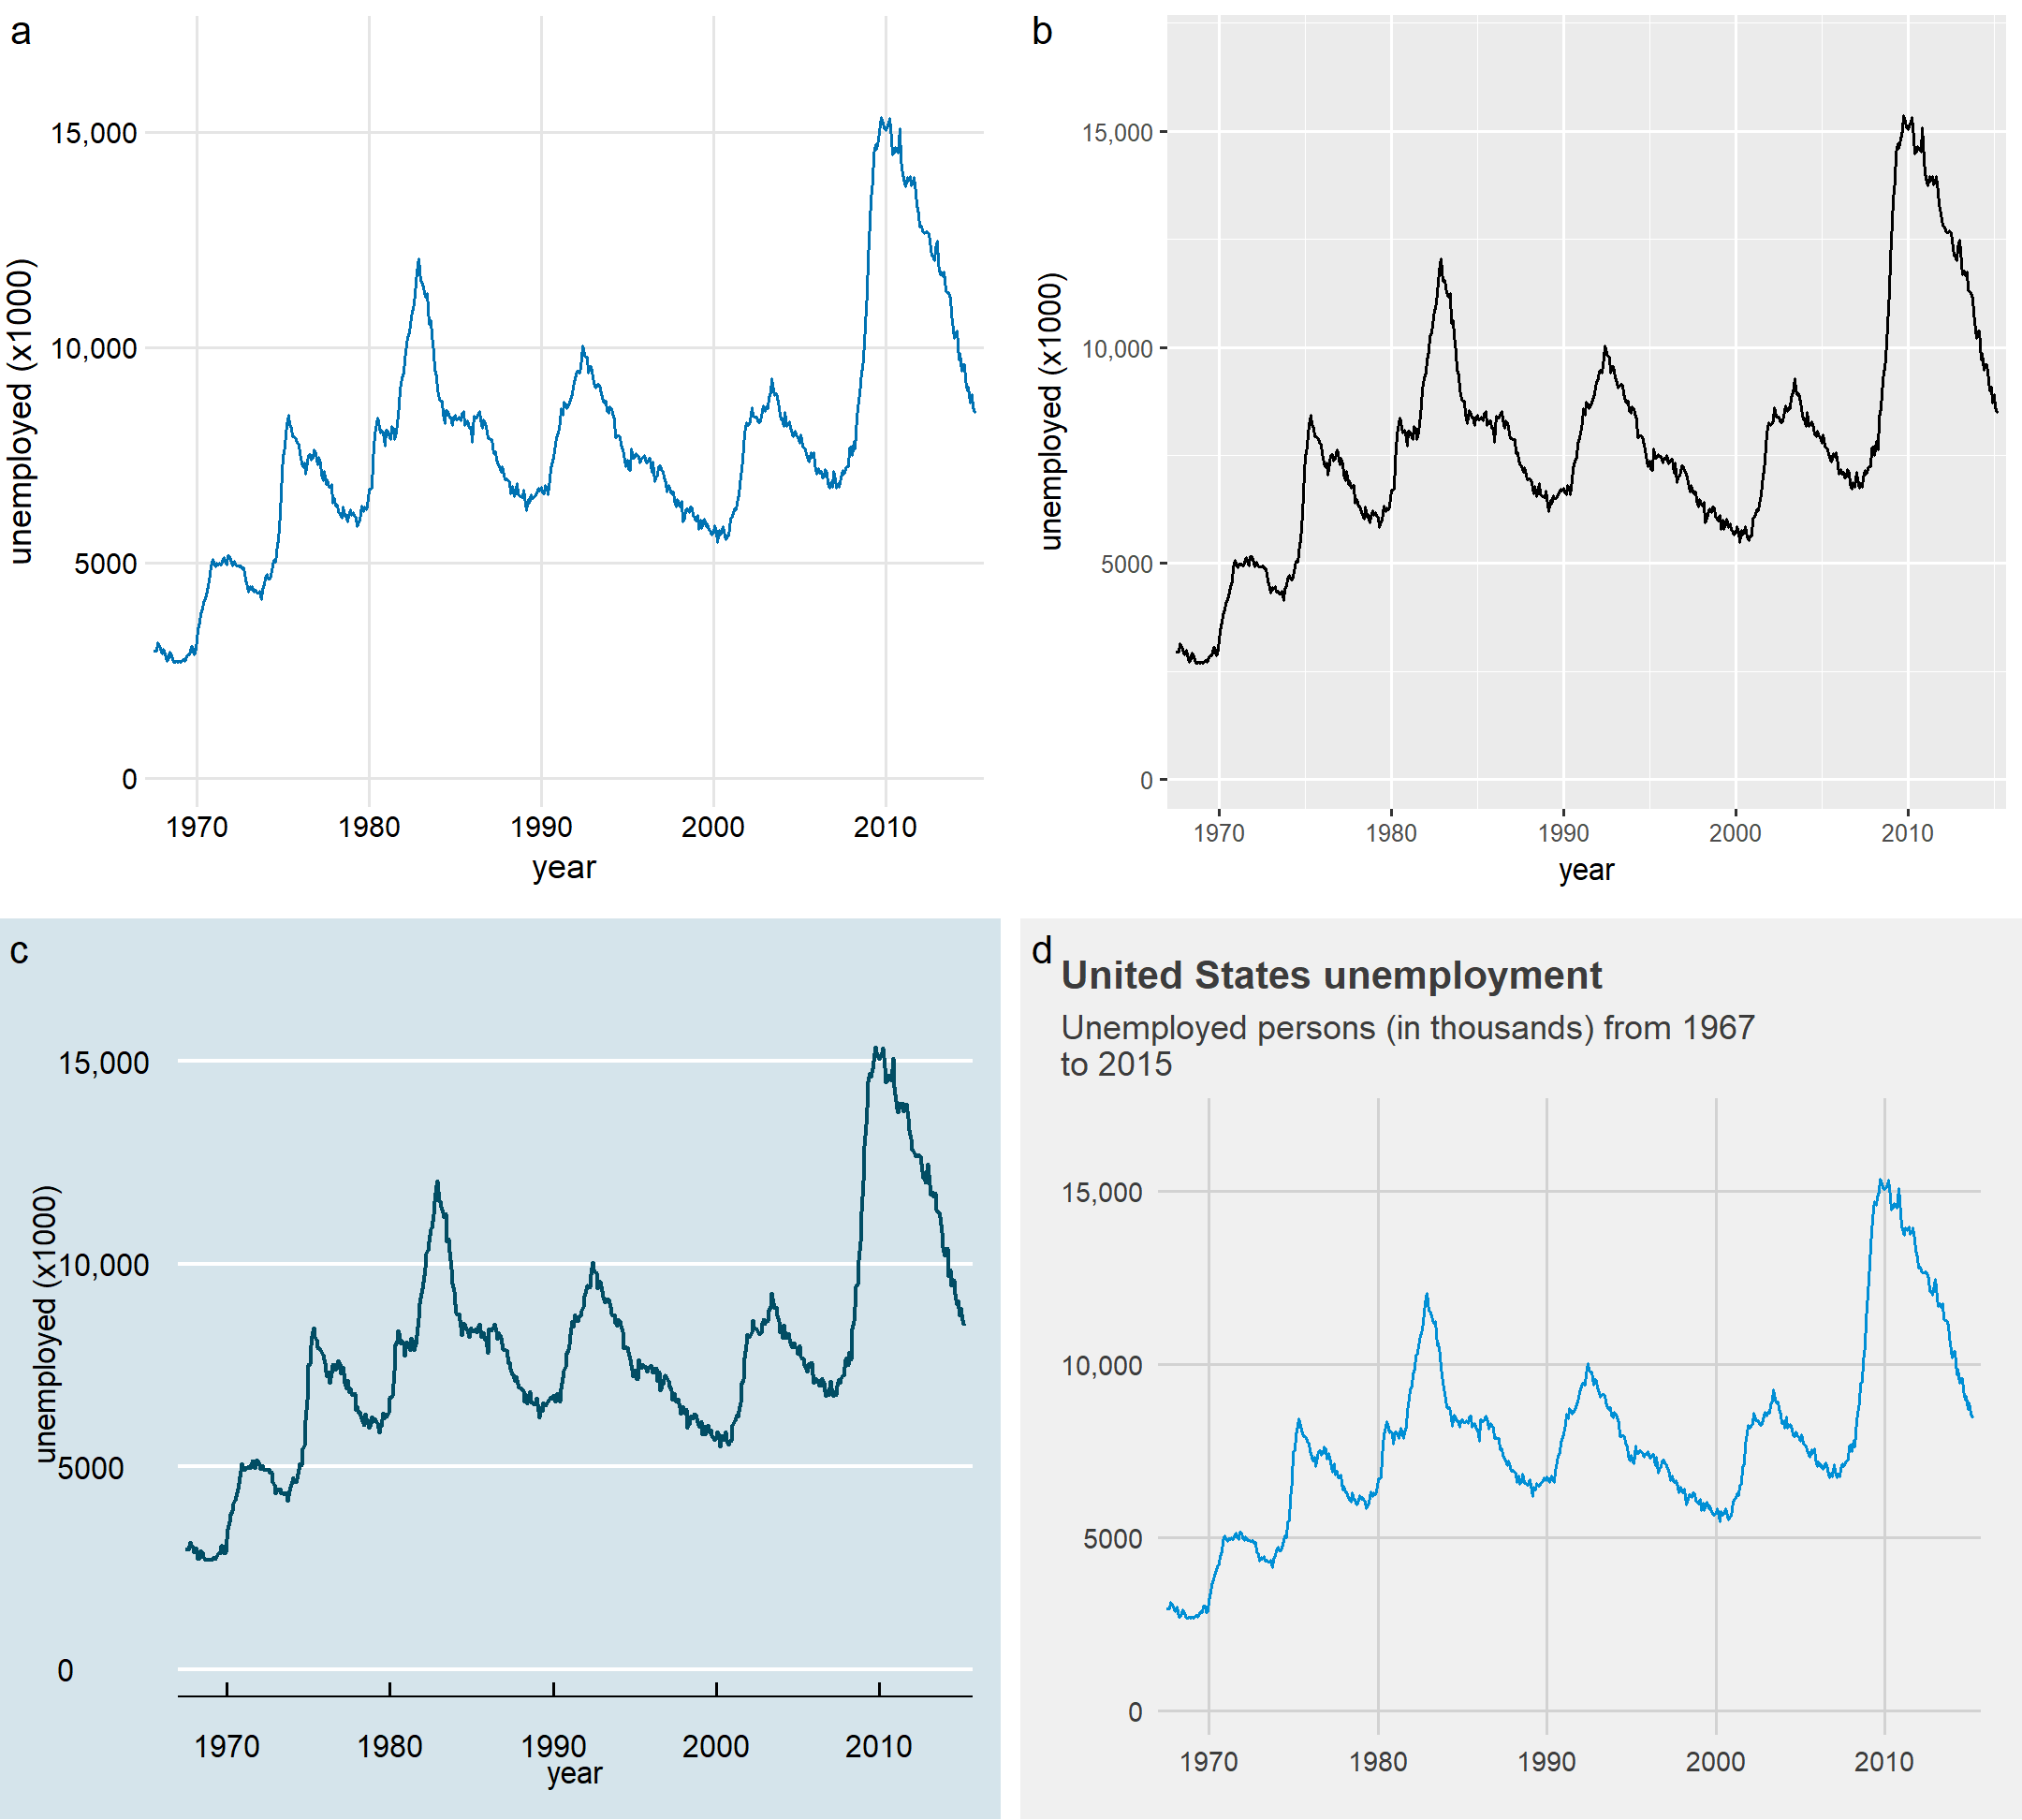 a
15,000
10,000
5000
0
unemployed (x1000)
1970 1980 1990 2000 2010
year
b
15,000
10,000
5000
0
unemployed (x1000)
1970 1980 1990 2000 2010
year
c
15,000
10,000
5000
0
unemployed (x1000)
1970 1980 1990 2000 2010
year
d
United States unemployment
Unemployed persons (in thousands) from 1967
to 2015
15,000
10,000
5000
0
1970 1980 1990 2000 2010